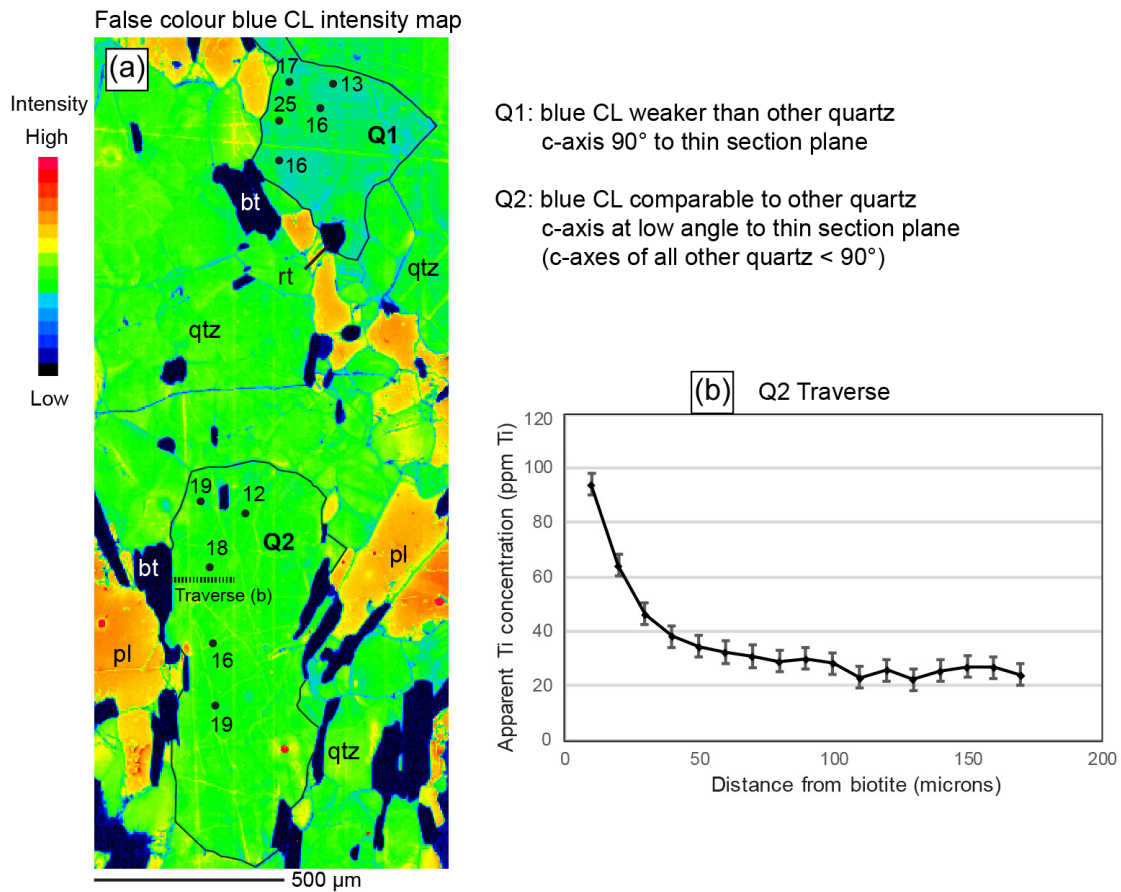 False colour blue CL intensity map
(a)
Intensity
High
Low
17
13
25
16
Q1
16
bt
rt
qtz
qtz
19
12
Q2
18
bt
Traverse (b)
pl
pl
16
19
qtz
500 µm
Q1: blue CL weaker than other quartz
c-axis 90° to thin section plane
Q2: blue CL comparable to other quartz
c-axis at low angle to thin section plane
(c-axes of all other quartz < 90°)
(b) Q2 Traverse
Apparent Ti concentration (ppm Ti)
120
100
80
60
40
20
0
0 50 100 150 200
Distance from biotite (microns)